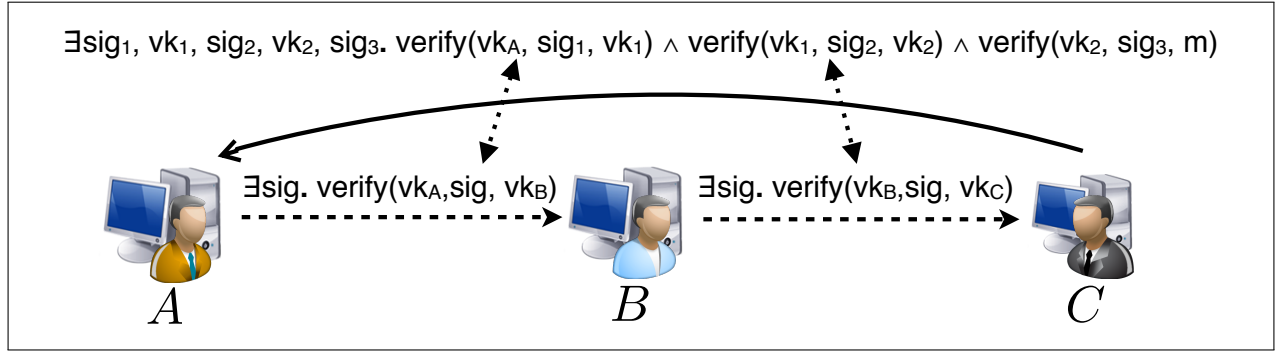 ∃sig₁, vk₁, sig₂, vk₂, sig₃. verify(vk_A, sig₁, vk₁) ∧ verify(vk₁, sig₂, vk₂) ∧ verify(vk₂, sig₃, m)
∃sig. verify(vk_A,sig, vk_B) ∃sig. verify(vk_B,sig, vk_C)
A B C